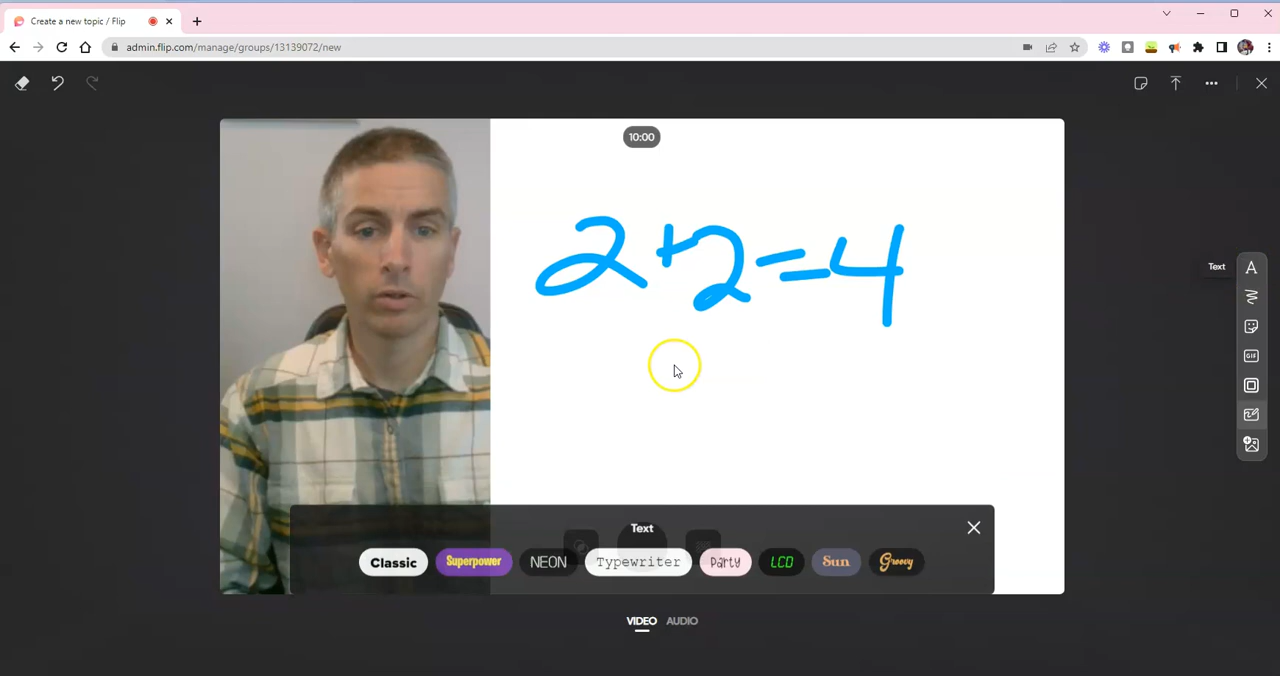 Create a new topic / Flip
admin.flip.com/manage/groups/13139072/new
10:00
2+2=4
Text
GIF
Text
Classic
Superpower
NEON
Typewriter
Party
LCD
Sun
Groovy
VIDEO
AUDIO